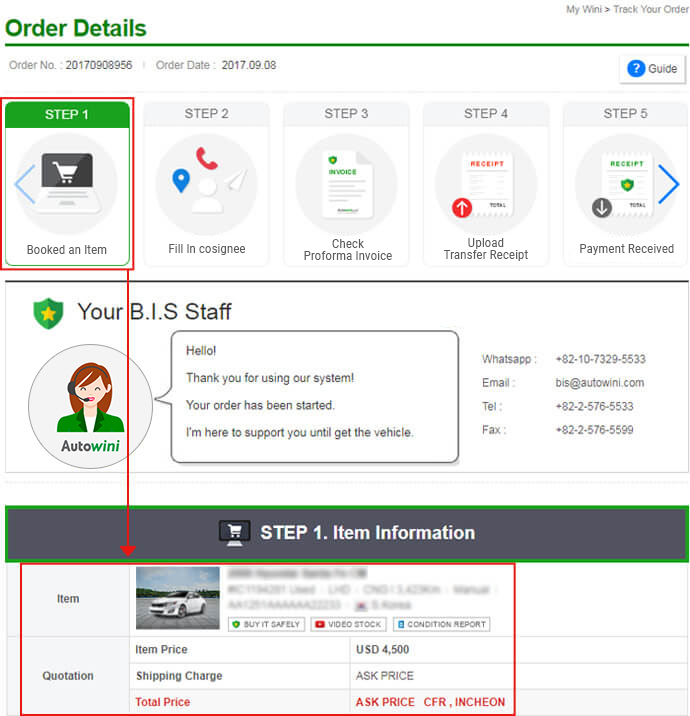 My Wini > Track Your Order
Order Details
Order No. : 20170908956 Order Date : 2017.09.08
? Guide
STEP 1
Booked an Item
STEP 2
Fill In cosignee
STEP 3
INVOICE
Autowini
Check
Proforma Invoice
STEP 4
RECEIPT
TOTAL
Upload
Transfer Receipt
STEP 5
RECEIPT
TOTAL
Payment Received
Your B.I.S Staff
Autowini
Hello!
Thank you for using our system!
Your order has been started.
I'm here to support you until get the vehicle.
Whatsapp : +82-10-7329-5533
Email : bis@autowini.com
Tel : +82-2-576-5533
Fax : +82-2-576-5599
STEP 1. Item Information
Item
S.Korea
BUY IT SAFELY VIDEO STOCK CONDITION REPORT
Quotation
Item Price USD 4,500
Shipping Charge ASK PRICE
Total Price ASK PRICE CFR , INCHEON